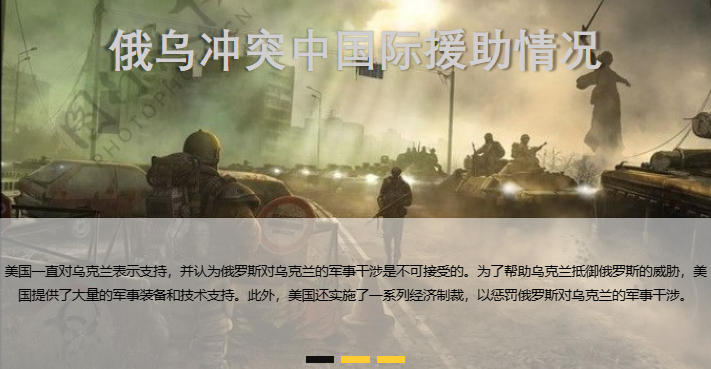 俄乌冲突中国际援助情况
美国一直对乌克兰表示支持，并认为俄罗斯对乌克兰的军事干涉是不可接受的。为了帮助乌克兰抵御俄罗斯的威胁，美
国提供了大量的军事装备和技术支持。此外，美国还实施了一系列经济制裁，以惩罚俄罗斯对乌克兰的军事干涉。